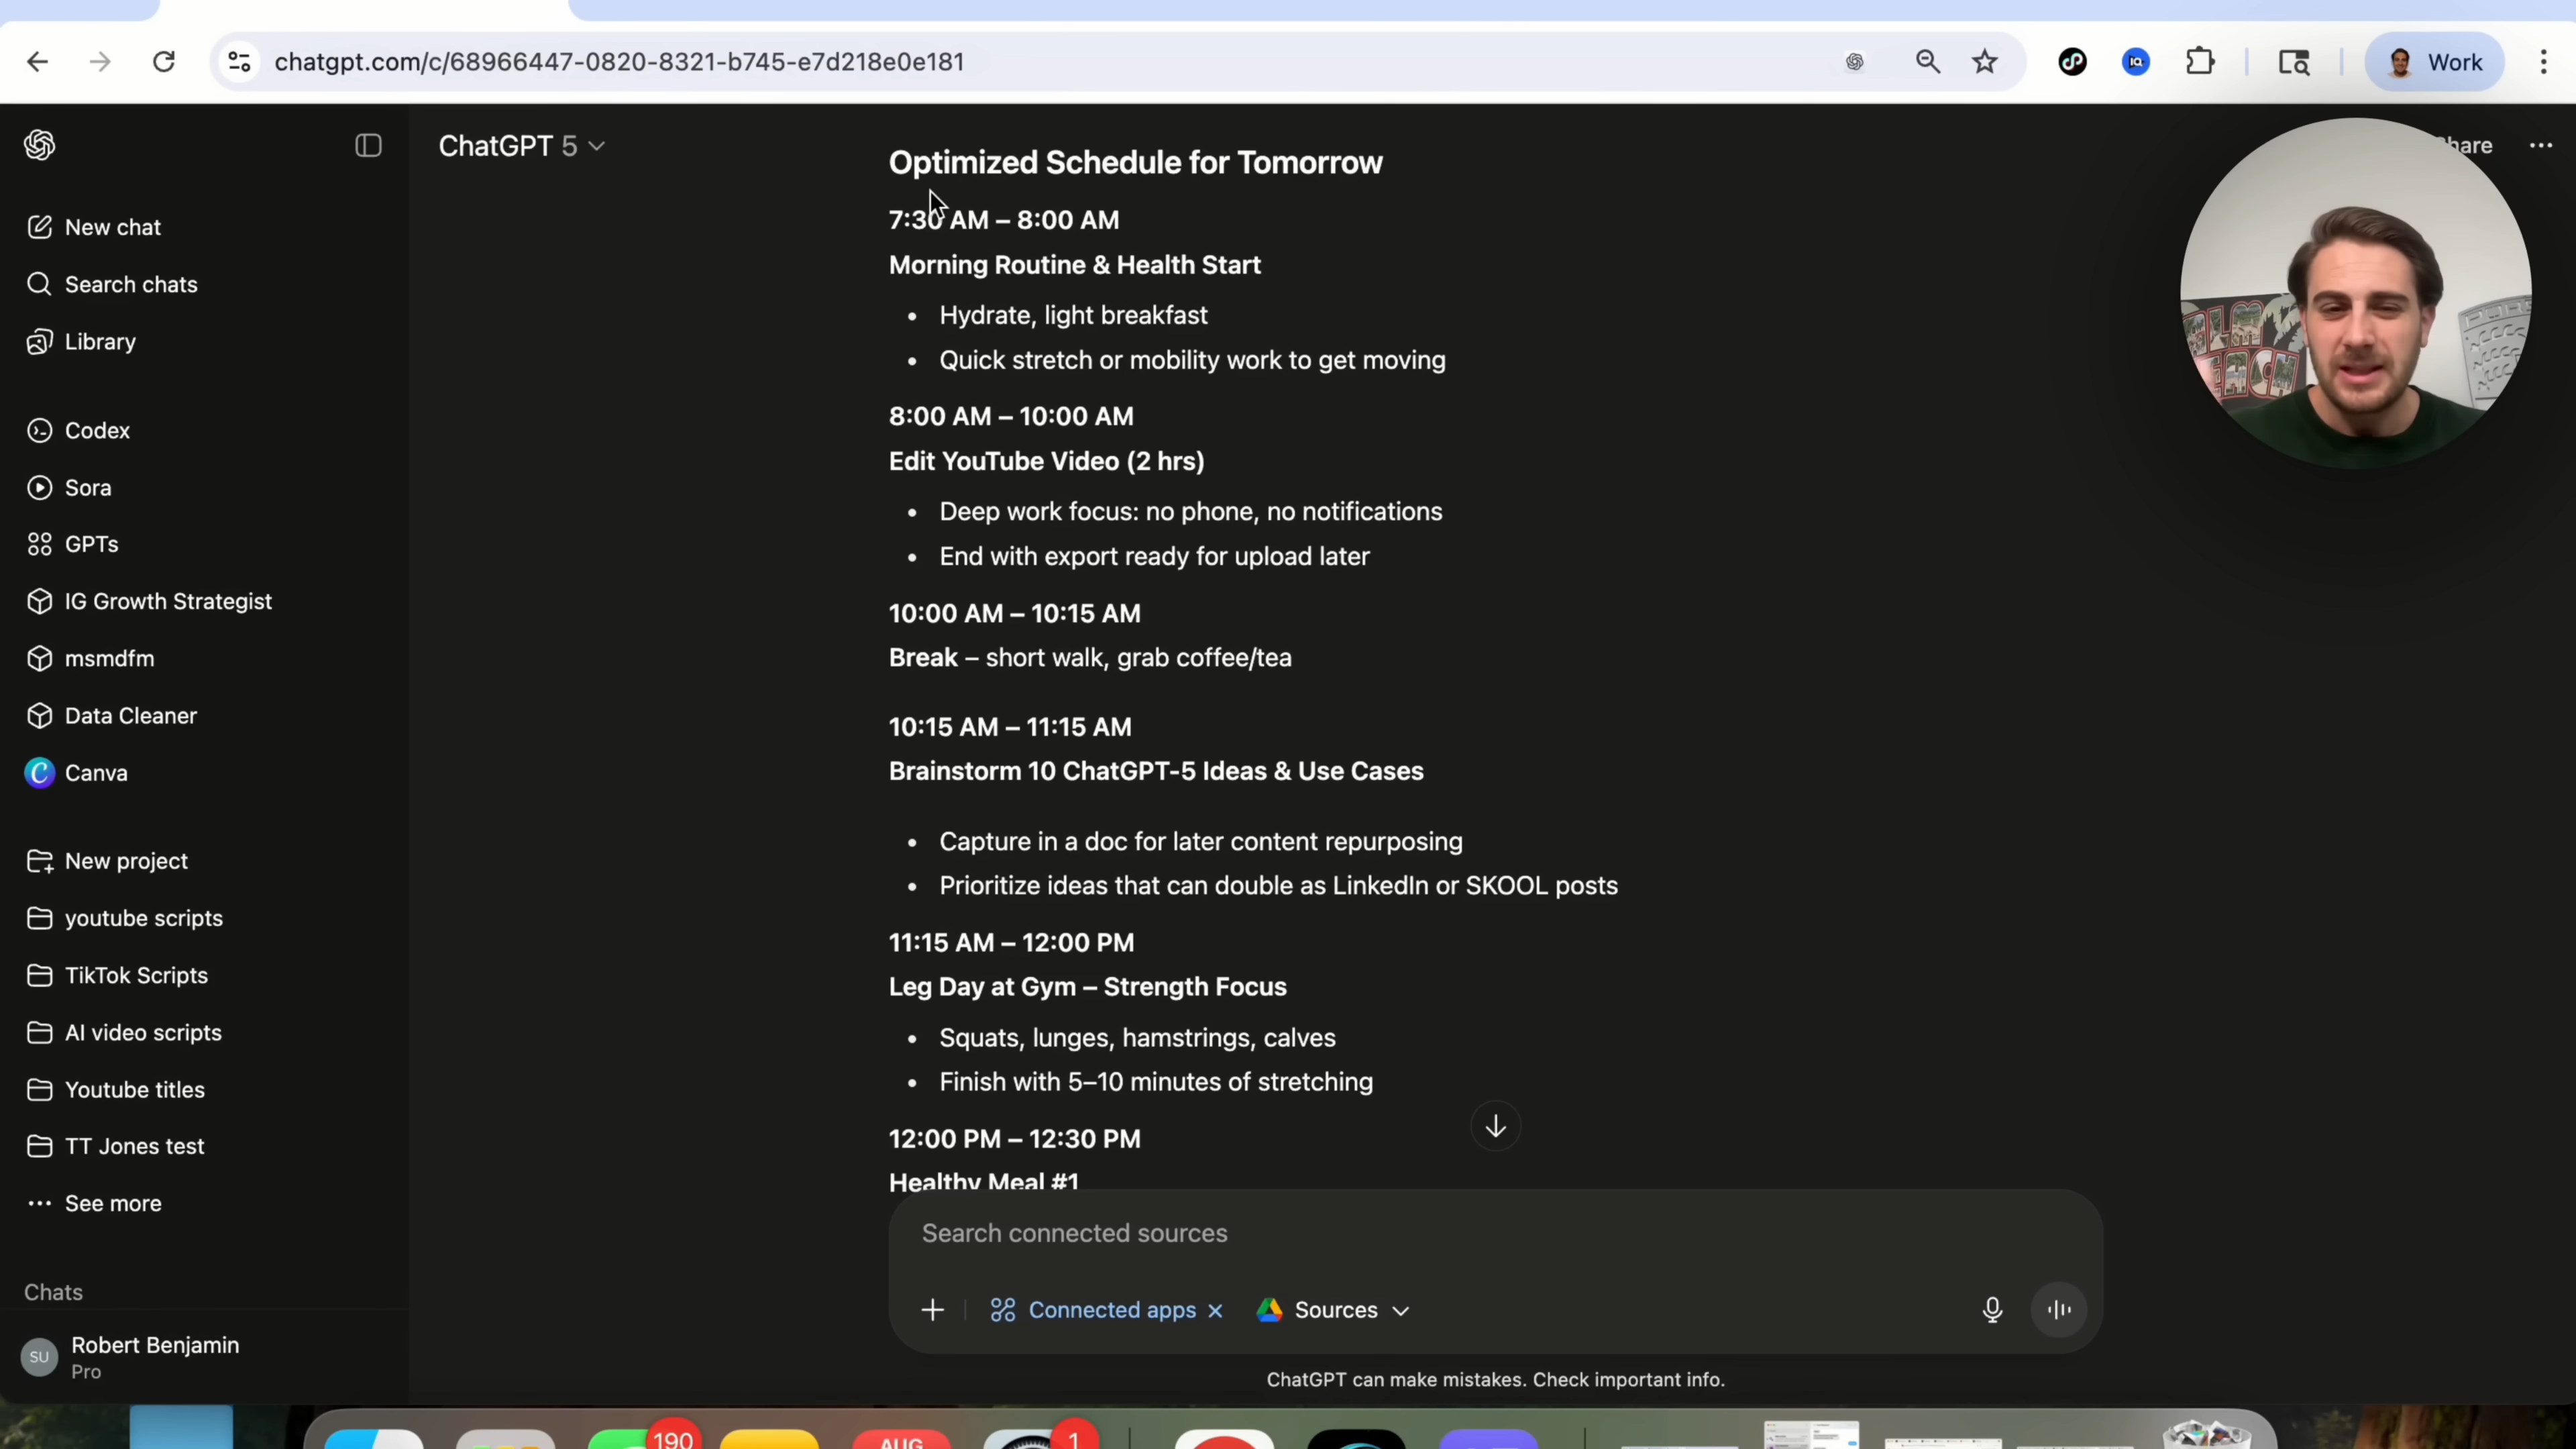 chatgpt.com/c/68966447-0820-8321-b745-e7d218e0e181
IQ
Work
ChatGPT 5
Share
New chat
Search chats
Library
Codex
Sora
GPTs
IG Growth Strategist
msmdfm
Data Cleaner
Canva
New project
youtube scripts
TikTok Scripts
AI video scripts
Youtube titles
TT Jones test
See more
Chats
SU
Robert Benjamin
Pro
Optimized Schedule for Tomorrow
7:30 AM – 8:00 AM
Morning Routine & Health Start
• Hydrate, light breakfast
• Quick stretch or mobility work to get moving
8:00 AM – 10:00 AM
Edit YouTube Video (2 hrs)
• Deep work focus: no phone, no notifications
• End with export ready for upload later
10:00 AM – 10:15 AM
Break – short walk, grab coffee/tea
10:15 AM – 11:15 AM
Brainstorm 10 ChatGPT-5 Ideas & Use Cases
• Capture in a doc for later content repurposing
• Prioritize ideas that can double as LinkedIn or SKOOL posts
11:15 AM – 12:00 PM
Leg Day at Gym – Strength Focus
• Squats, lunges, hamstrings, calves
• Finish with 5–10 minutes of stretching
12:00 PM – 12:30 PM
Healthy Meal #1
Search connected sources
Connected apps
Sources
ChatGPT can make mistakes. Check important info.
190
AUG
1